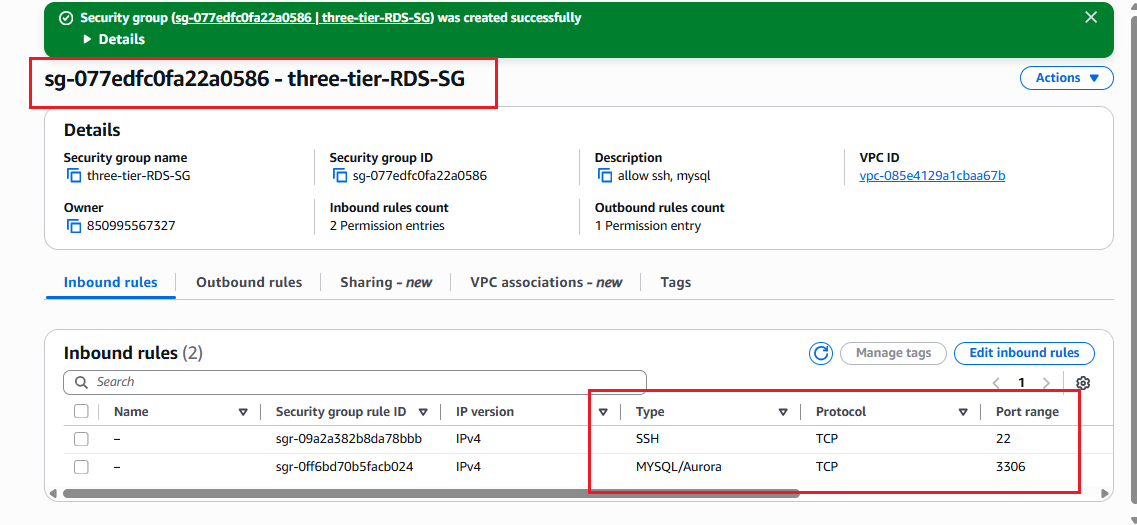 Security group (sg-077edfc0fa22a0586 | three-tier-RDS-SG) was created successfully
Details
sg-077edfc0fa22a0586 - three-tier-RDS-SG
Actions
Details
Security group name
three-tier-RDS-SG
Security group ID
sg-077edfc0fa22a0586
Description
allow ssh, mysql
VPC ID
vpc-085e4129a1cbaa67b
Owner
850995567327
Inbound rules count
2 Permission entries
Outbound rules count
1 Permission entry
Inbound rules Outbound rules Sharing - new VPC associations - new Tags
Inbound rules (2)
Manage tags
Edit inbound rules
Search
1
Name Security group rule ID IP version Type Protocol Port range
– sgr-09a2a382b8da78bbb IPv4 SSH TCP 22
– sgr-0ff6bd70b5facb024 IPv4 MYSQL/Aurora TCP 3306